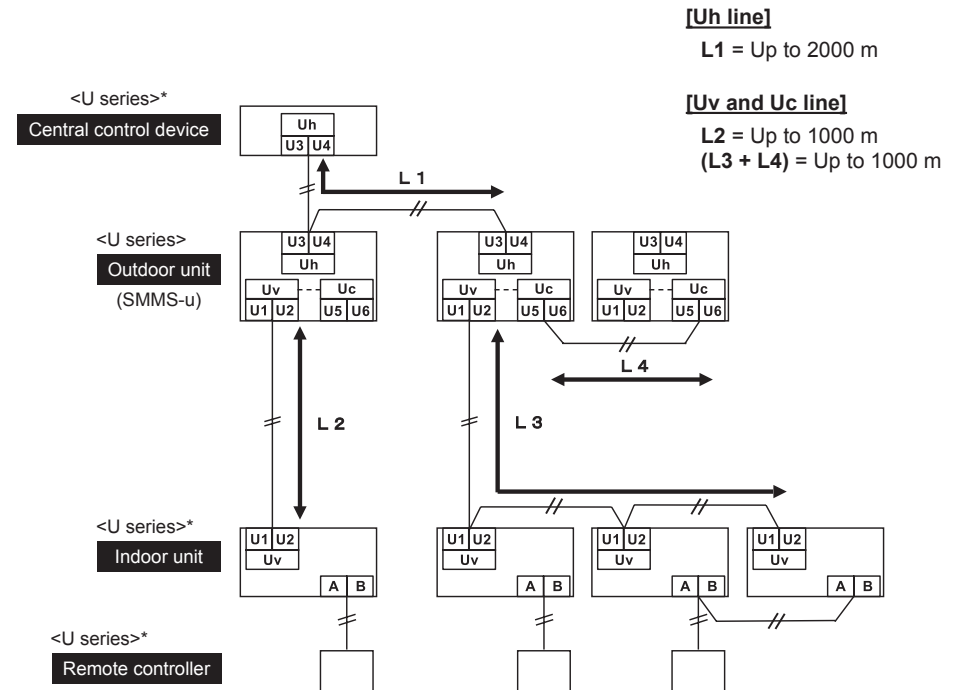 [Uh line]
L1 = Up to 2000 m
[Uv and Uc line]
L2 = Up to 1000 m
(L3 + L4) = Up to 1000 m
<U series>*
Central control device
Uh
U3 U4
L 1
<U series>
Outdoor unit
(SMMS-u)
U3 U4
Uh
Uv Uc
U1 U2 U5 U6
U3 U4
Uh
Uv Uc
U1 U2 U5 U6
U3 U4
Uh
Uv Uc
U1 U2 U5 U6
L 4
L 2
L 3
<U series>*
Indoor unit
U1 U2
Uv
A B
U1 U2
Uv
A B
U1 U2
Uv
A B
U1 U2
Uv
A B
<U series>*
Remote controller